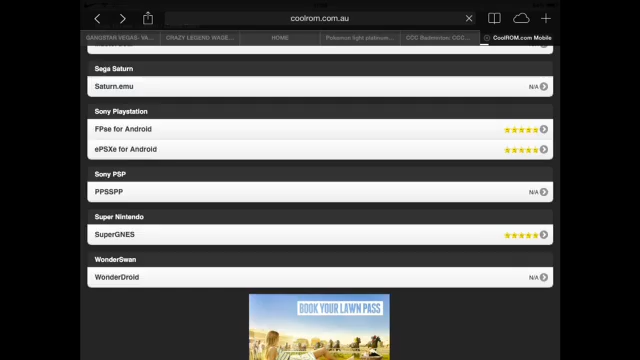 coolrom.com.au
GANGSTAR VEGAS- VA...
CRAZY LEGEND: WAGE...
HOME
Pokemon light platinum...
CCC Badminton: CCC...
CoolROM.com Mobile
Sega Saturn
Saturn.emu N/A
Sony Playstation
FPse for Android
ePSXe for Android
Sony PSP
PPSSPP N/A
Super Nintendo
SuperGNES
WonderSwan
WonderDroid N/A
BOOK YOUR LAWN PASS